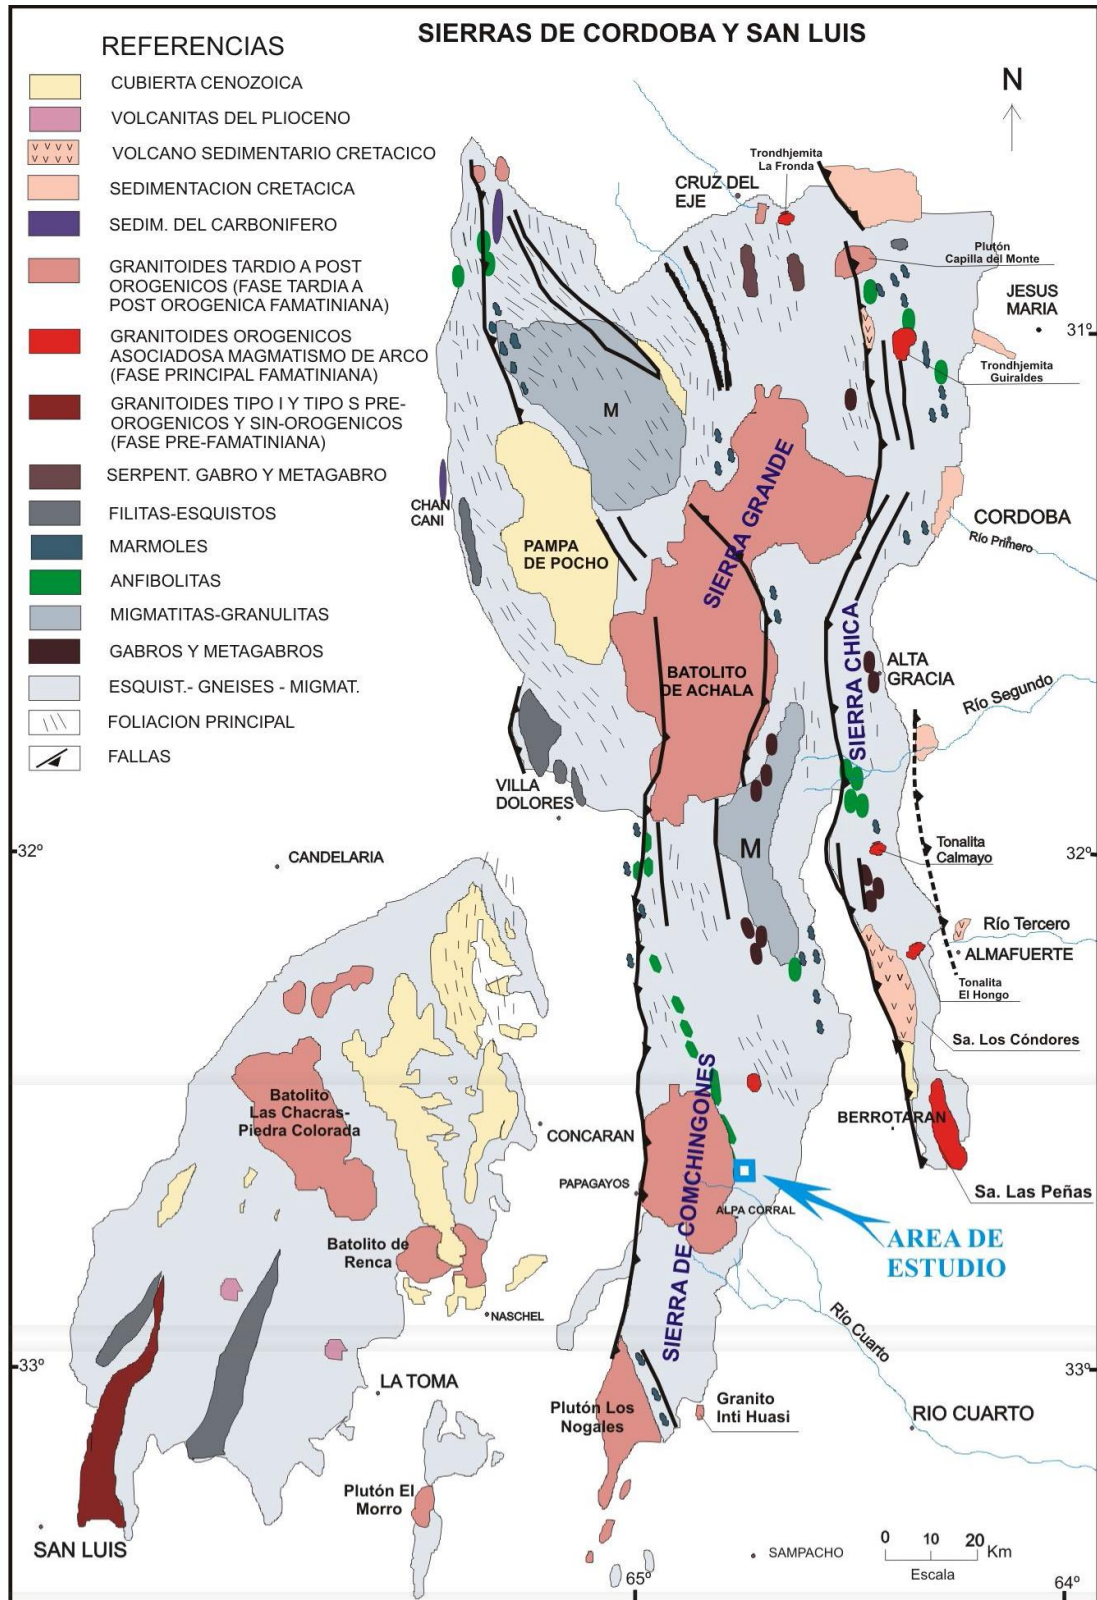 SIERRAS DE CORDOBA Y SAN LUIS
REFERENCIAS
CUBIERTA CENOZOICA
VOLCANITAS DEL PLIOCENO
VOLCANO SEDIMENTARIO CRETACICO
SEDIMENTACION CRETACICA
SEDIM. DEL CARBONIFERO
GRANITOIDES TARDIO A POST
OROGENICOS (FASE TARDIA A
POST OROGENICA FAMATINIANA)
GRANITOIDES OROGENICOS
ASOCIADOSA MAGMATISMO DE ARCO
(FASE PRINCIPAL FAMATINIANA)
GRANITOIDES TIPO I Y TIPO S PRE-
OROGENICOS Y SIN-OROGENICOS
(FASE PRE-FAMATINIANA)
SERPENT. GABRO Y METAGABRO
FILITAS-ESQUISTOS
MARMOLES
ANFIBOLITAS
MIGMATITAS-GRANULITAS
GABROS Y METAGABROS
ESQUIST.- GNEISES - MIGMAT.
FOLIACION PRINCIPAL
FALLAS
N
Trondhjemita
La Fronda
CRUZ DEL
EJE
Plutón
Capilla del Monte
JESUS
MARIA
31º
Trondhjemita
Guiraldes
M
SIERRA GRANDE
CHAN
CANI
PAMPA
DE POCHO
CORDOBA
Río Primero
SIERRA CHICA
BATOLITO
DE ACHALA
ALTA
GRACIA
Río Segundo
VILLA
DOLORES
32º
CANDELARIA
M
Tonalita
Calmayo
32º
Río Tercero
ALMAFUERTE
Tonalita
El Hongo
Sa. Los Cóndores
Batolito
Las Chacras-
Piedra Colorada
CONCARAN
SIERRA DE COMCHINGONES
BERROTARAN
PAPAGAYOS
ALPA CORRAL
Sa. Las Peñas
AREA DE
ESTUDIO
Batolito de
Renca
NASCHEL
Río Cuarto
33º
33º
LA TOMA
Plutón Los
Nogales
Granito
Inti Huasi
RIO CUARTO
Plutón El
Morro
SAN LUIS
SAMPACHO
0 10 20
Km
Escala
65º
64º